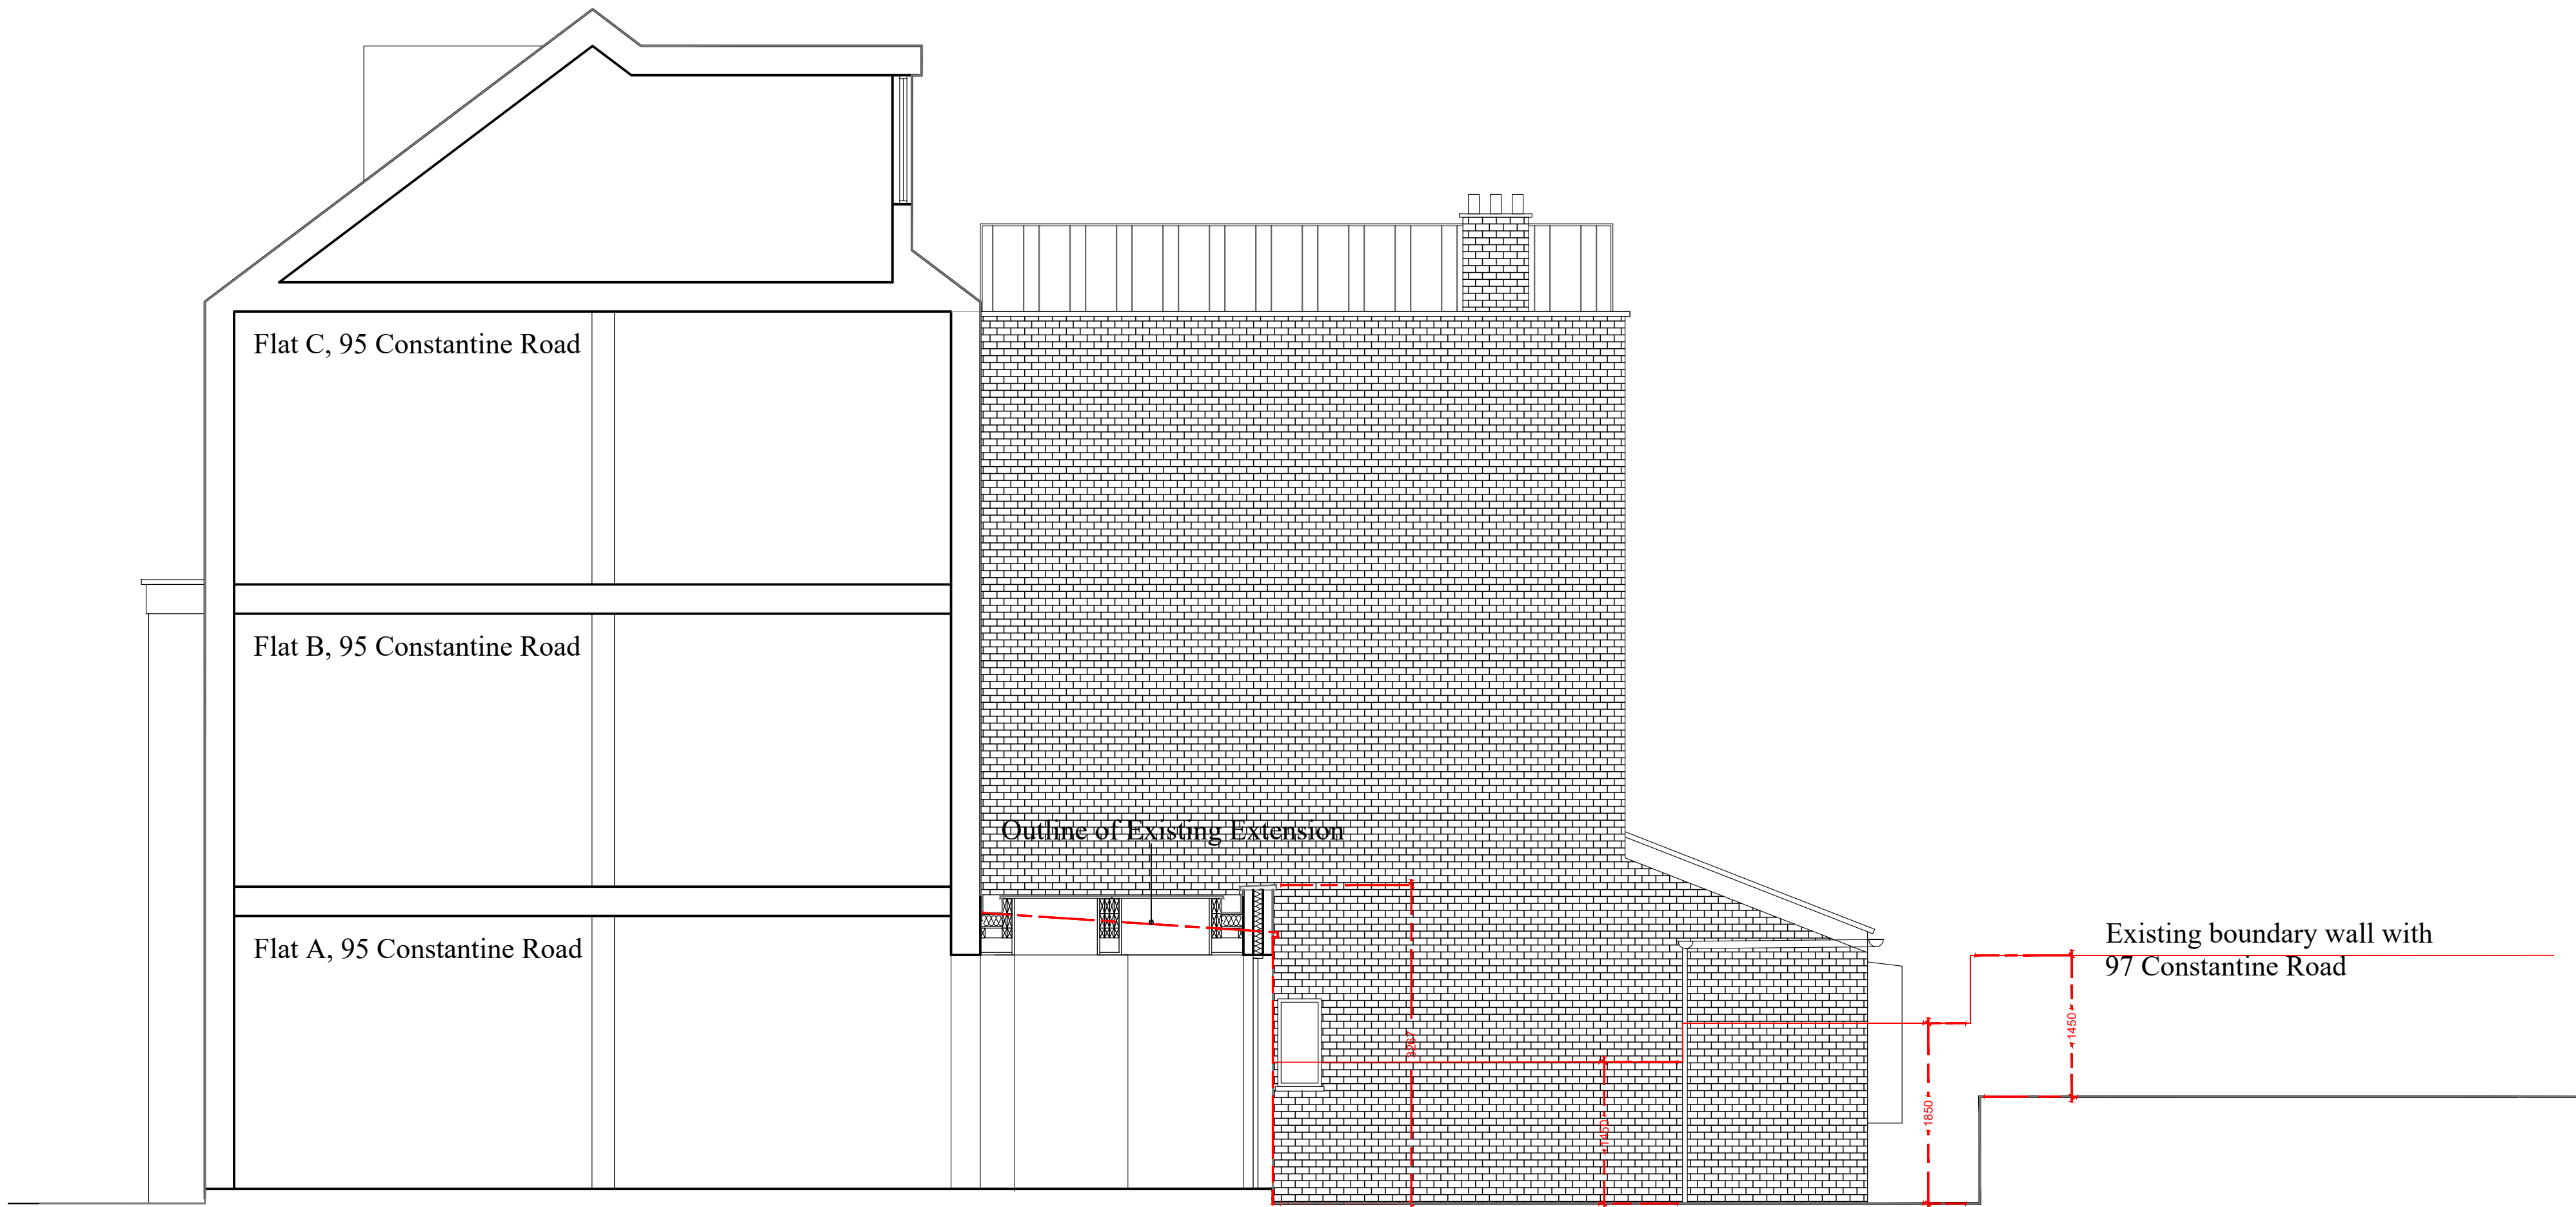 Flat C, 95 Constantine Road
Flat B, 95 Constantine Road
Outline of Existing Extension
Flat A, 95 Constantine Road
Existing boundary wall with
97 Constantine Road
3267
1450
1850
1450